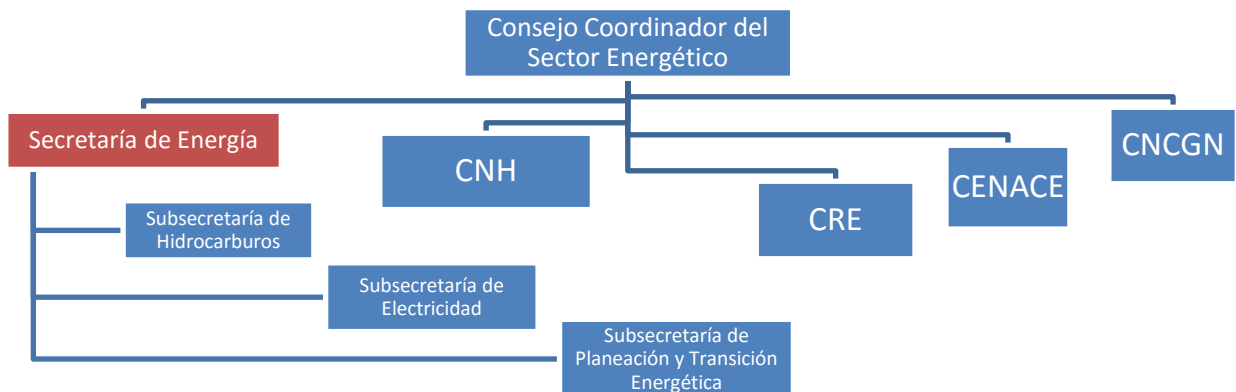 Consejo Coordinador del
Sector Energético
Secretaría de Energía
CNH
CRE
CENACE
CNCGN
Subsecretaría de
Hidrocarburos
Subsecretaría de
Electricidad
Subsecretaría de
Planeación y Transición
Energética